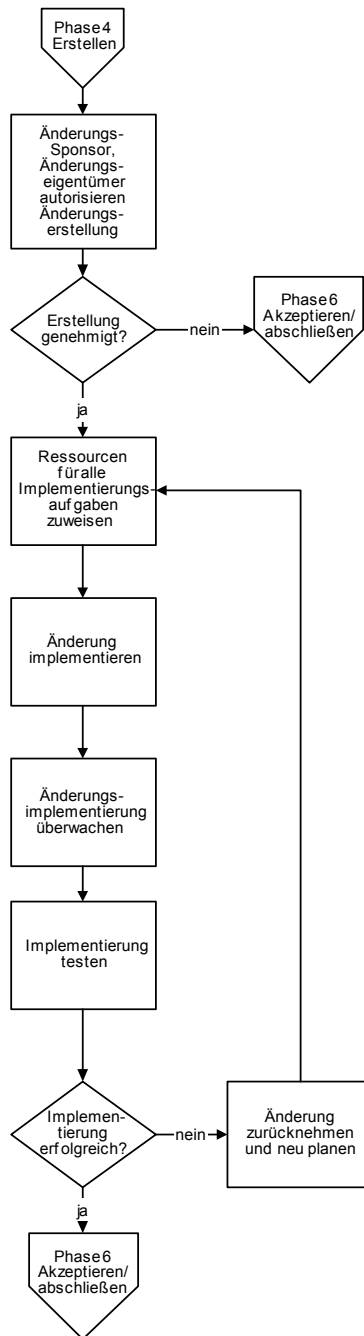 Phase 4
Erstellen
Änderungs-
Sponsor,
Änderungs-
eigentümer
autorisieren
Änderungs-
erstellung
Erstellung
genehmigt?
nein
Phase 6
Akzeptieren/
abschließen
ja
Ressourcen
für alle
Implementierungs-
aufgaben
zuweisen
Änderung
implementieren
Änderungs-
implementierung
überwachen
Implementierung
testen
Implemen-
tierung
erfolgreich?
nein
Änderung
zurücknehmen
und neu planen
ja
Phase 6
Akzeptieren/
abschließen